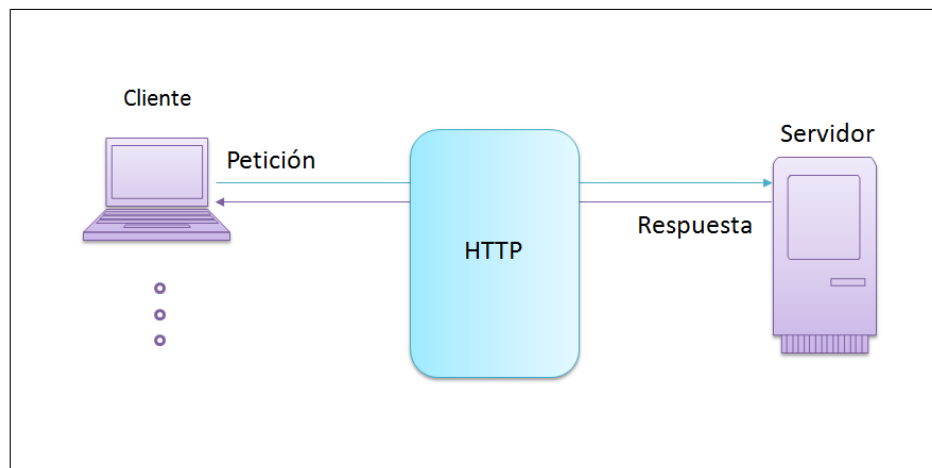 Cliente
Servidor
Petición
Respuesta
HTTP